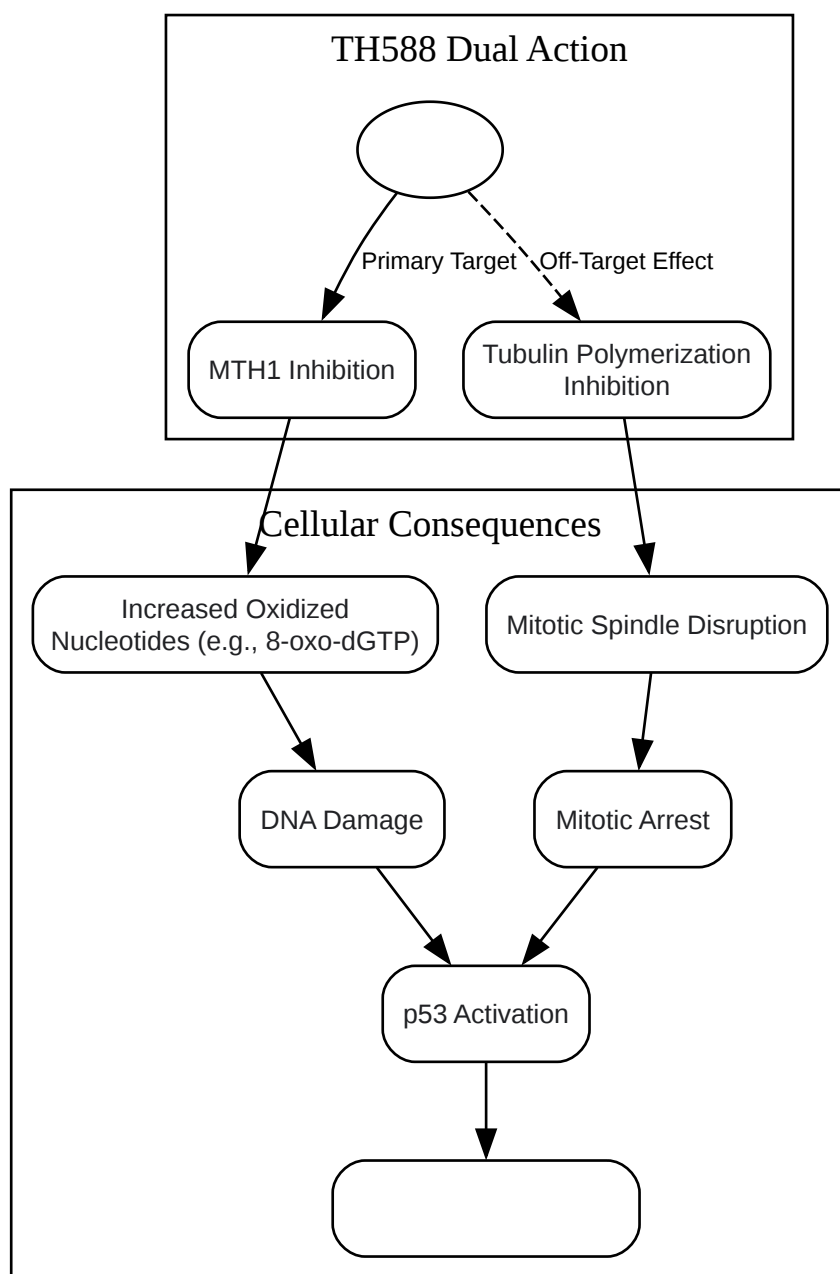 TH588 Dual Action
Primary Target
Off-Target Effect
MTH1 Inhibition
Tubulin Polymerization
Inhibition
Cellular Consequences
Increased Oxidized
Nucleotides (e.g., 8-oxo-dGTP)
Mitotic Spindle Disruption
DNA Damage
Mitotic Arrest
p53 Activation